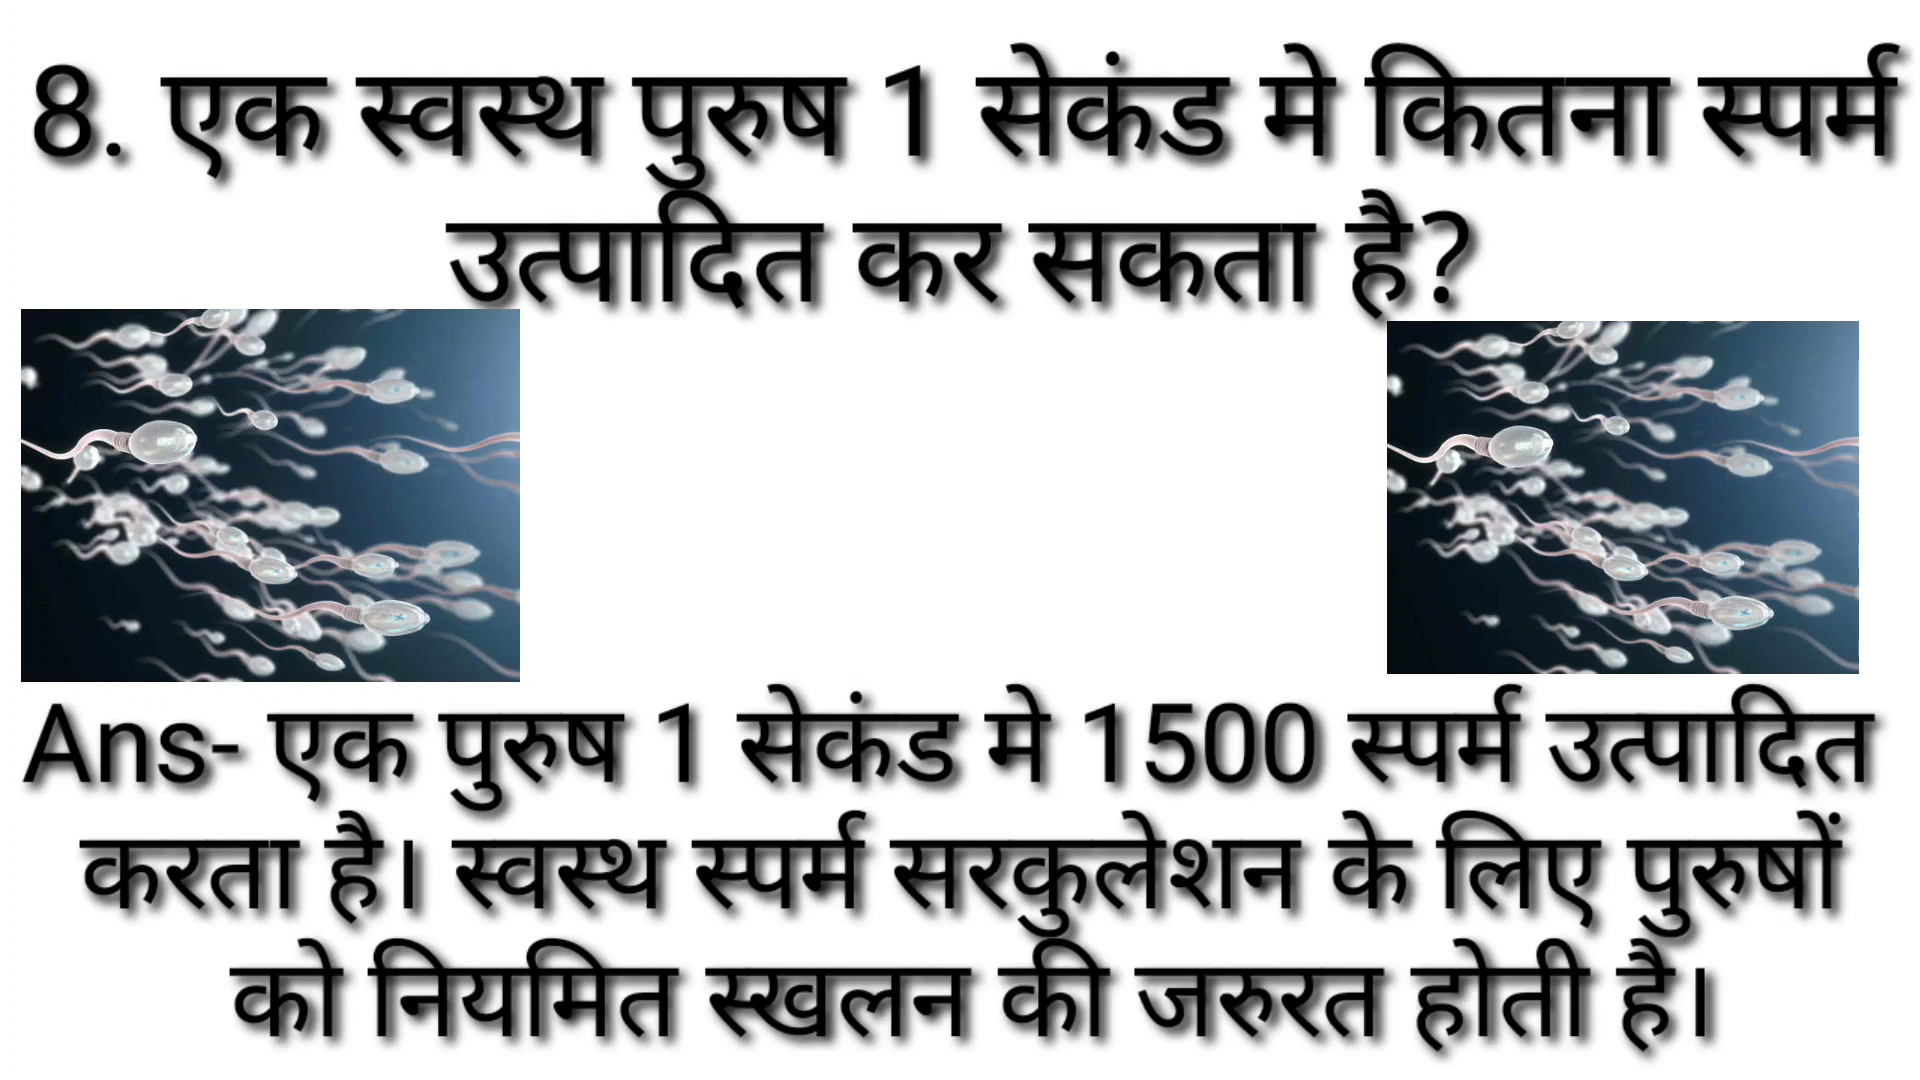 8. एक स्वस्थ पुरुष 1 सेकंड मे कितना स्पर्म
उत्पादित कर सकता है?
Ans- एक पुरुष 1 सेकंड मे 1500 स्पर्म उत्पादित
करता है। स्वस्थ स्पर्म सरकुलेशन के लिए पुरुषों
को नियमित स्खलन की जरुरत होती है।